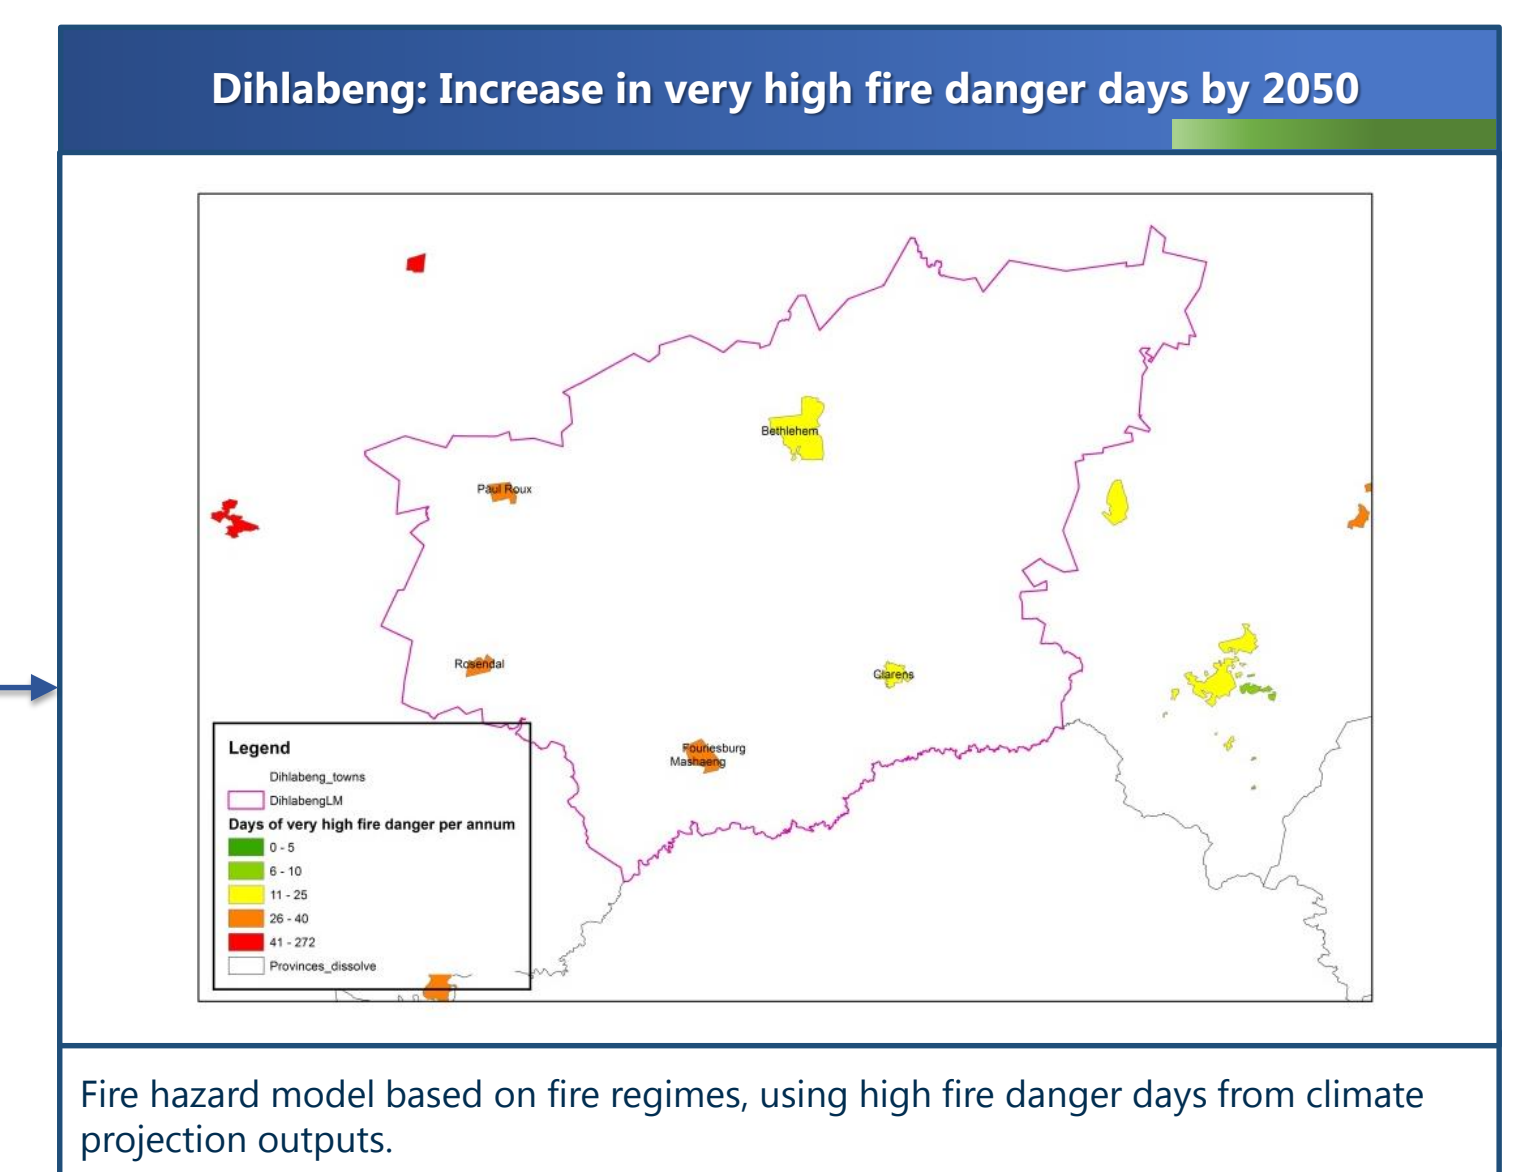 Dihlabeng: Increase in very high fire danger days by 2050
Bethlehem
Paul Roux
Rosendal
Clarens
Fouriesburg
Mashaeng
Legend
Dihlabeng_towns
DihlabengLM
Days of very high fire danger per annum
0 - 5
6 - 10
11 - 25
26 - 40
41 - 272
Provinces_dissolve
Fire hazard model based on fire regimes, using high fire danger days from climate
projection outputs.